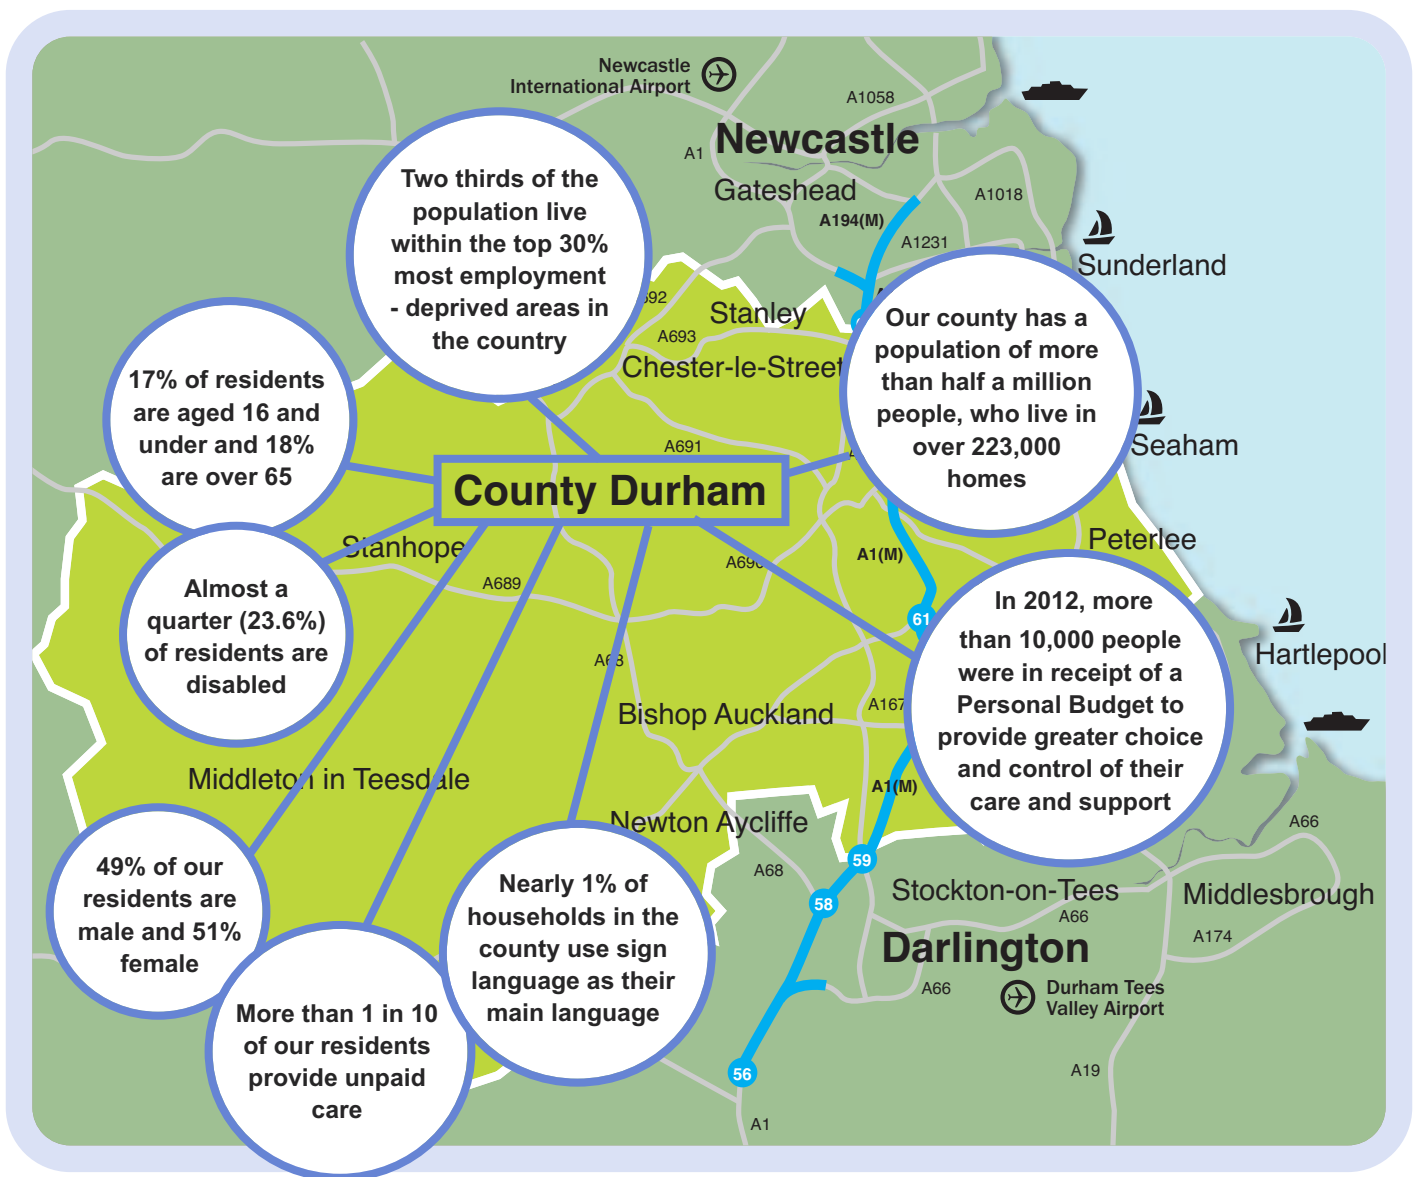 Newcastle
International Airport
A1058
Newcastle
A1
Gateshead
A1018
A194(M)
A1231
Sunderland
Two thirds of the
population live
within the top 30%
most employment
- deprived areas in
the country
Stanley
A693
Chester-le-Street
Our county has a
population of more
than half a million
people, who live in
over 223,000
homes
17% of residents
are aged 16 and
under and 18%
are over 65
A691
Seaham
County Durham
Stanhope
A689
A690
A1(M)
Peterlee
Almost a
quarter (23.6%)
of residents are
disabled
61
In 2012, more
than 10,000 people
were in receipt of a
Personal Budget to
provide greater choice
and control of their
care and support
Hartlepool
A68
Bishop Auckland
A167
Middleton in Teesdale
A1(M)
Newton Aycliffe
A66
49% of our
residents are
male and 51%
female
59
A68
58
Stockton-on-Tees
Middlesbrough
A66
A174
Nearly 1% of
households in the
county use sign
language as their
main language
Darlington
A66
Durham Tees
Valley Airport
More than 1 in 10
of our residents
provide unpaid
care
56
A19
A1